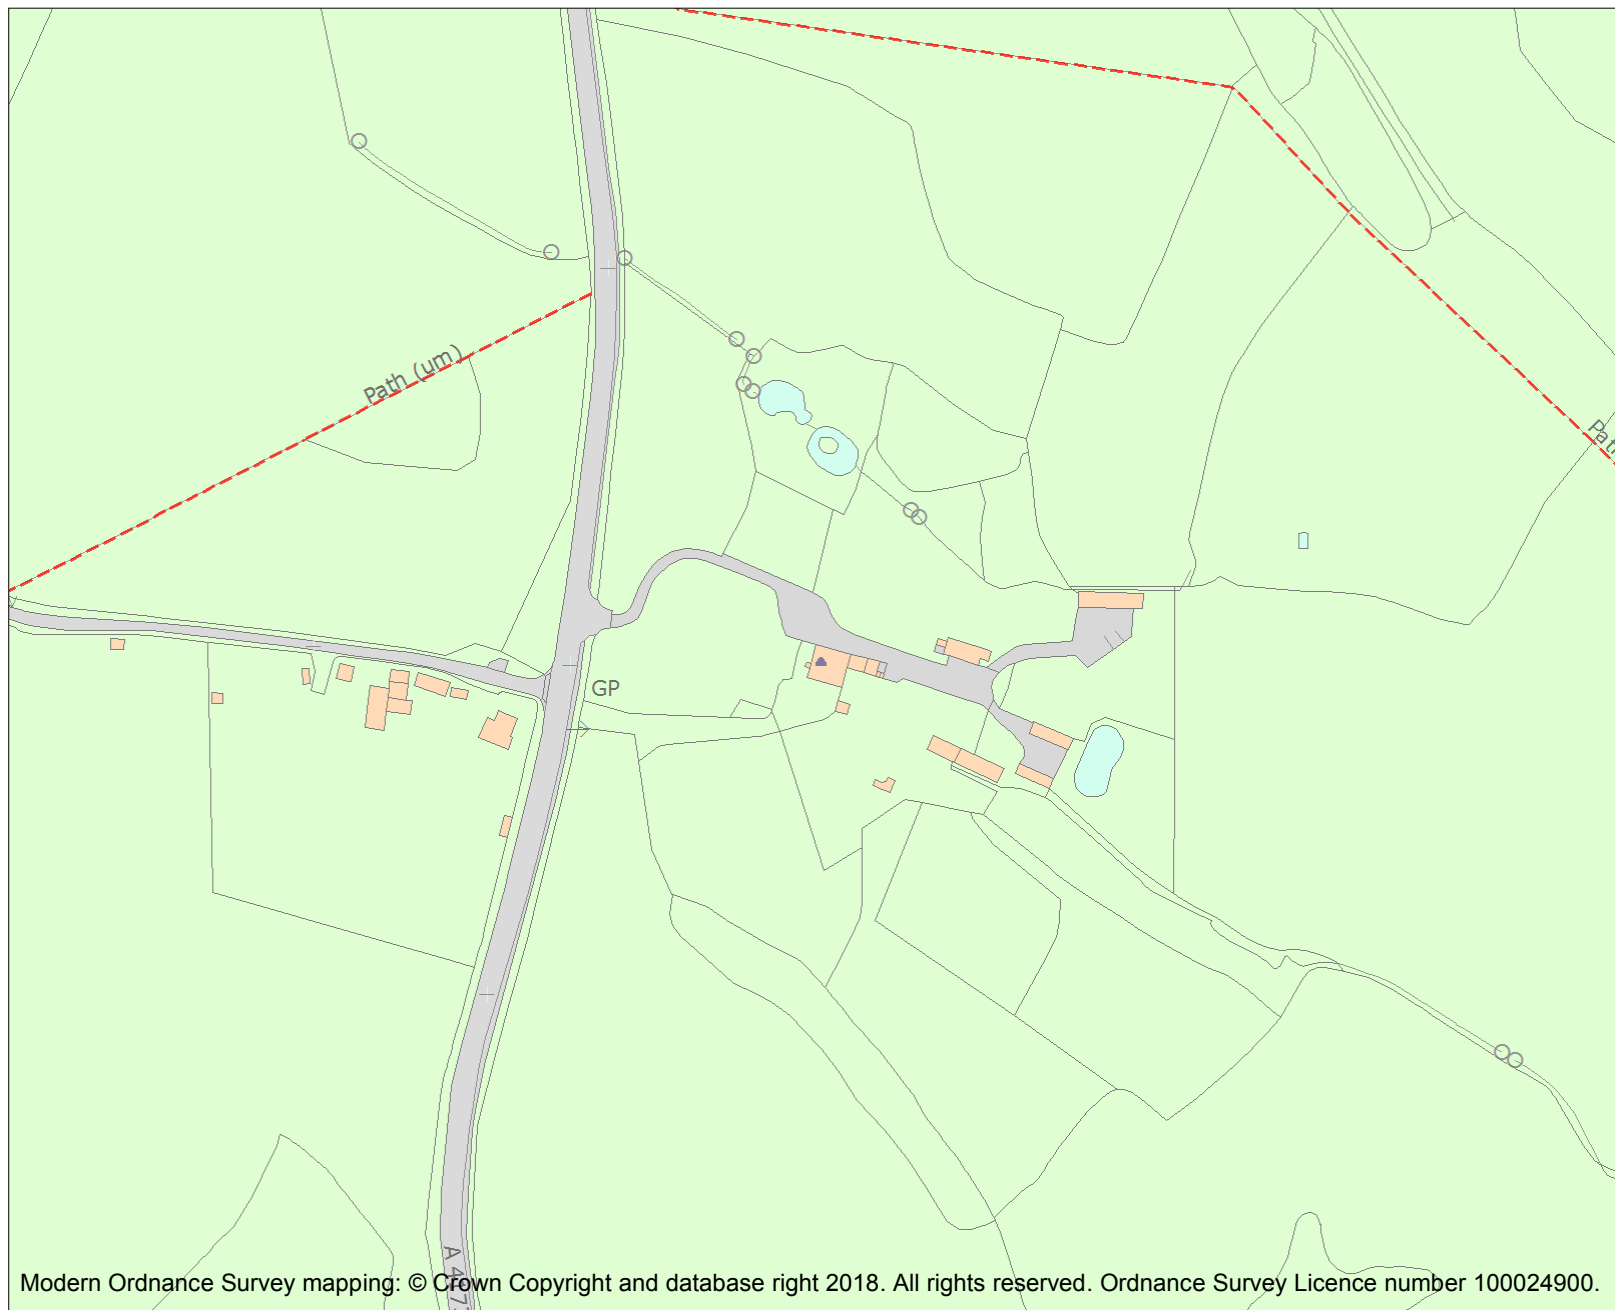 Path (um)
GP
Modern Ordnance Survey mapping: © Crown Copyright and database right 2018. All rights reserved. Ordnance Survey Licence number 100024900.